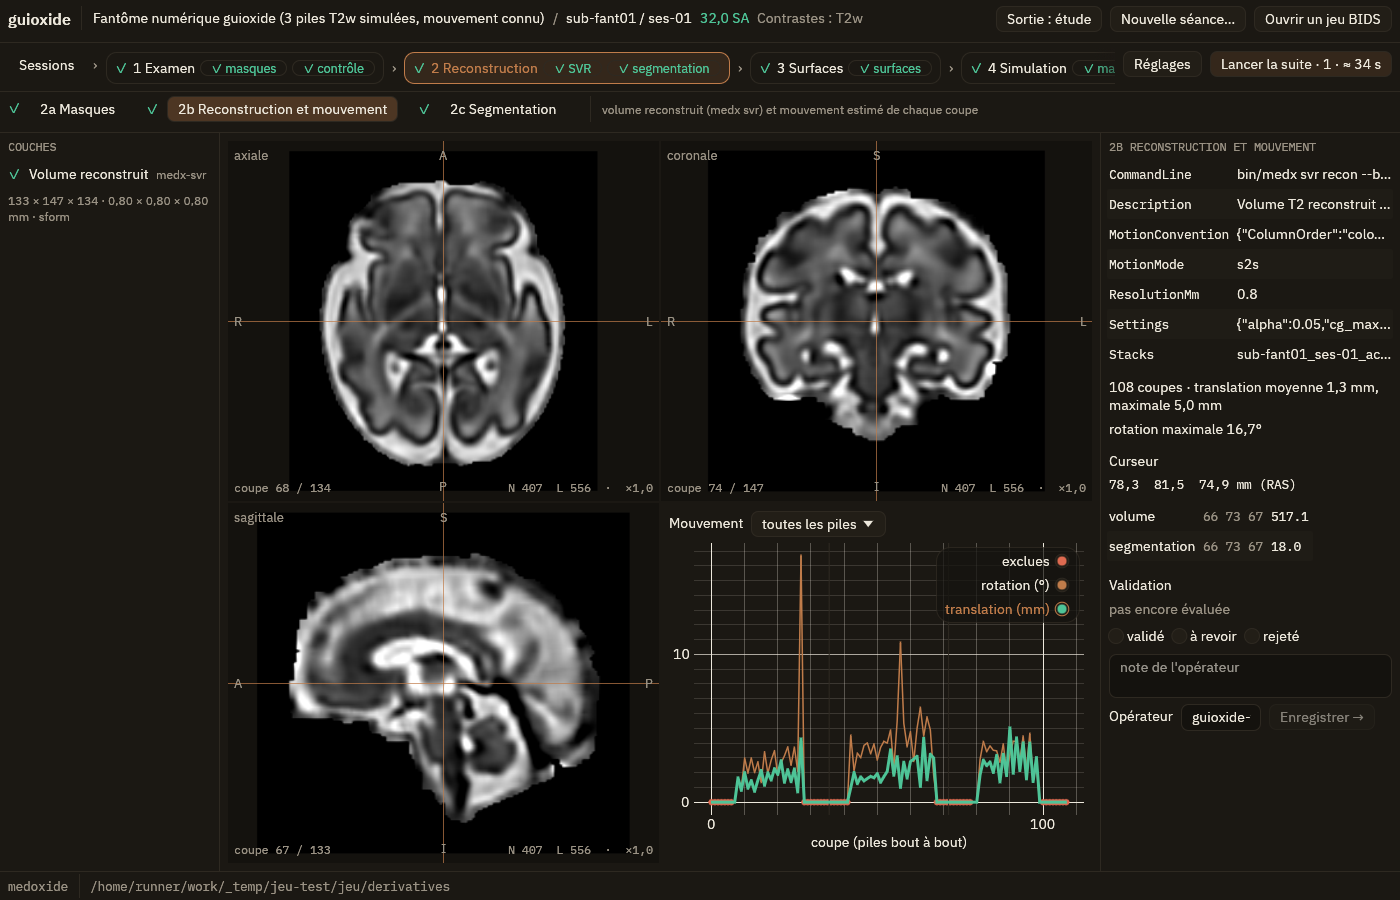 guioxide Fantôme numérique guioxide (3 piles T2w simulées, mouvement connu) / sub-fant01 / ses-01 32,0 SA Contrastes : T2w Sortie : étude Nouvelle séance... Ouvrir un jeu BIDS
Sessions › ✓ 1 Examen ✓ masques ✓ contrôle › ✓ 2 Reconstruction ✓ SVR ✓ segmentation › ✓ 3 Surfaces ✓ surfaces › ✓ 4 Simulation ✓ ma Réglages Lancer la suite · 1 · ≈ 34 s
✓ 2a Masques ✓ 2b Reconstruction et mouvement ✓ 2c Segmentation volume reconstruit (medx svr) et mouvement estimé de chaque coupe
COUCHES
✓ Volume reconstruit medx-svr
133 × 147 × 134 · 0,80 × 0,80 × 0,80
mm · sform
axiale
A
R
L
P
coupe 68 / 134 N 407 L 556 · ×1,0
coronale
S
R
L
I
coupe 74 / 147 N 407 L 556 · ×1,0
sagittale
S
A
P
I
coupe 67 / 133 N 407 L 556 · ×1,0
Mouvement toutes les piles
exclues
rotation (°)
translation (mm)
10
0
0 100
coupe (piles bout à bout)
2B RECONSTRUCTION ET MOUVEMENT
CommandLine bin/medx svr recon --b...
Description Volume T2 reconstruit ...
MotionConvention {"ColumnOrder":"colo...
MotionMode s2s
ResolutionMm 0.8
Settings {"alpha":0.05,"cg_max...
Stacks sub-fant01_ses-01_ac...
108 coupes · translation moyenne 1,3 mm,
maximale 5,0 mm
rotation maximale 16,7°
Curseur
78,3 81,5 74,9 mm (RAS)
volume 66 73 67 517.1
segmentation 66 73 67 18.0
Validation
pas encore évaluée
validé à revoir rejeté
note de l'opérateur
Opérateur guioxide- Enregistrer →
medoxide /home/runner/work/_temp/jeu-test/jeu/derivatives